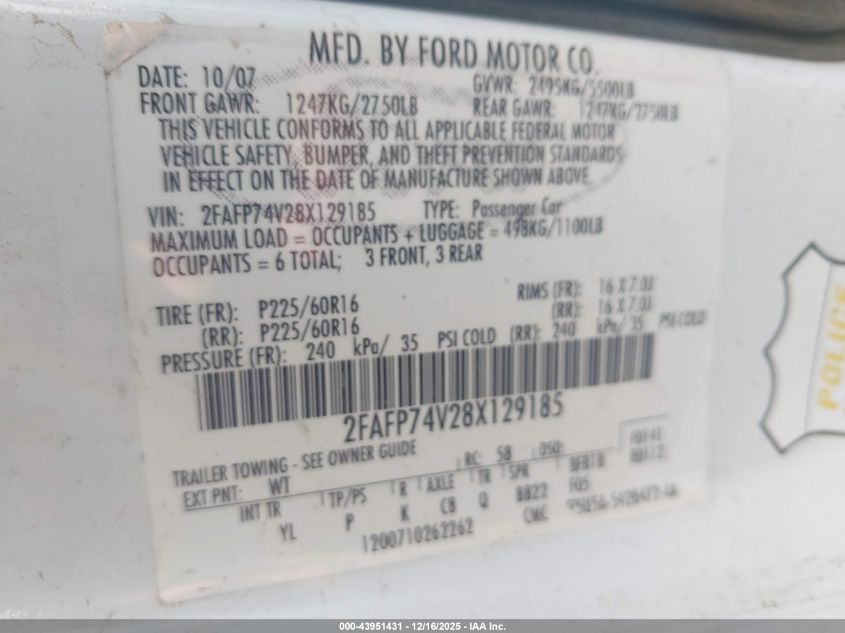 MFD. BY FORD MOTOR CO.
DATE: 10/07 GVWR: 2495KG/5500LB
FRONT GAWR: 1247KG/2750LB REAR GAWR: 1247KG/2750LB
THIS VEHICLE CONFORMS TO ALL APPLICABLE FEDERAL MOTOR
VEHICLE SAFETY, BUMPER, AND THEFT PREVENTION STANDARDS
IN EFFECT ON THE DATE OF MANUFACTURE SHOWN ABOVE.
VIN: 2FAFP74V28X129185 TYPE: Passenger Car
MAXIMUM LOAD = OCCUPANTS + LUGGAGE = 498KG/1100LB
OCCUPANTS = 6 TOTAL; 3 FRONT, 3 REAR
TIRE (FR): P225/60R16 RIMS (FR): 16 X 7.0J
(RR): P225/60R16 (RR): 16 X 7.0J
PRESSURE (FR): 240 kPa/ 35 PSI COLD (RR): 240 kPa/ 35 PSI COLD
2FAFP74V28X129185
TRAILER TOWING - SEE OWNER GUIDE
RC: 58 DSO:
EXT PNT: WT
INT TR TP/PS R AXLE TR SPR
YL P K C8 Q BB22
1200710262262
POLICE
000-43951431 - 12/16/2025 - IAA Inc.